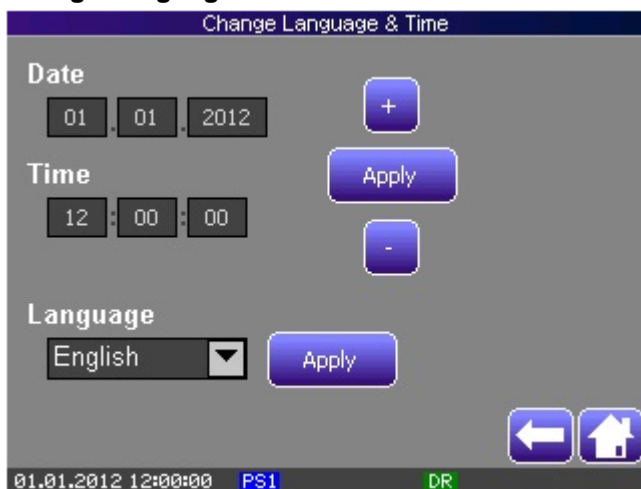 Change Language & Time
Date
01 . 01 . 2012
+
Time
Apply
12 : 00 : 00
-
Language
English
Apply
01.01.2012 12:00:00 PS1 DR